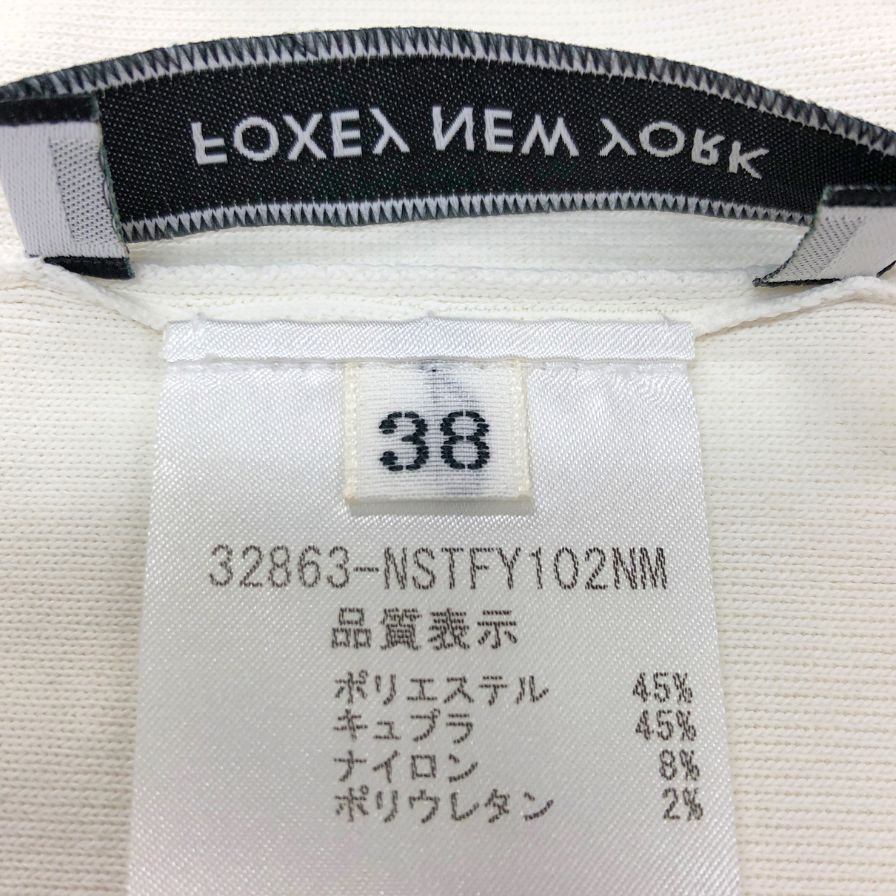 FOXEY NEW YORK
38
32863-NSTFY102NM
品質表示
ポリエステル 45%
キュプラ 45%
ナイロン 8%
ポリウレタン 2%